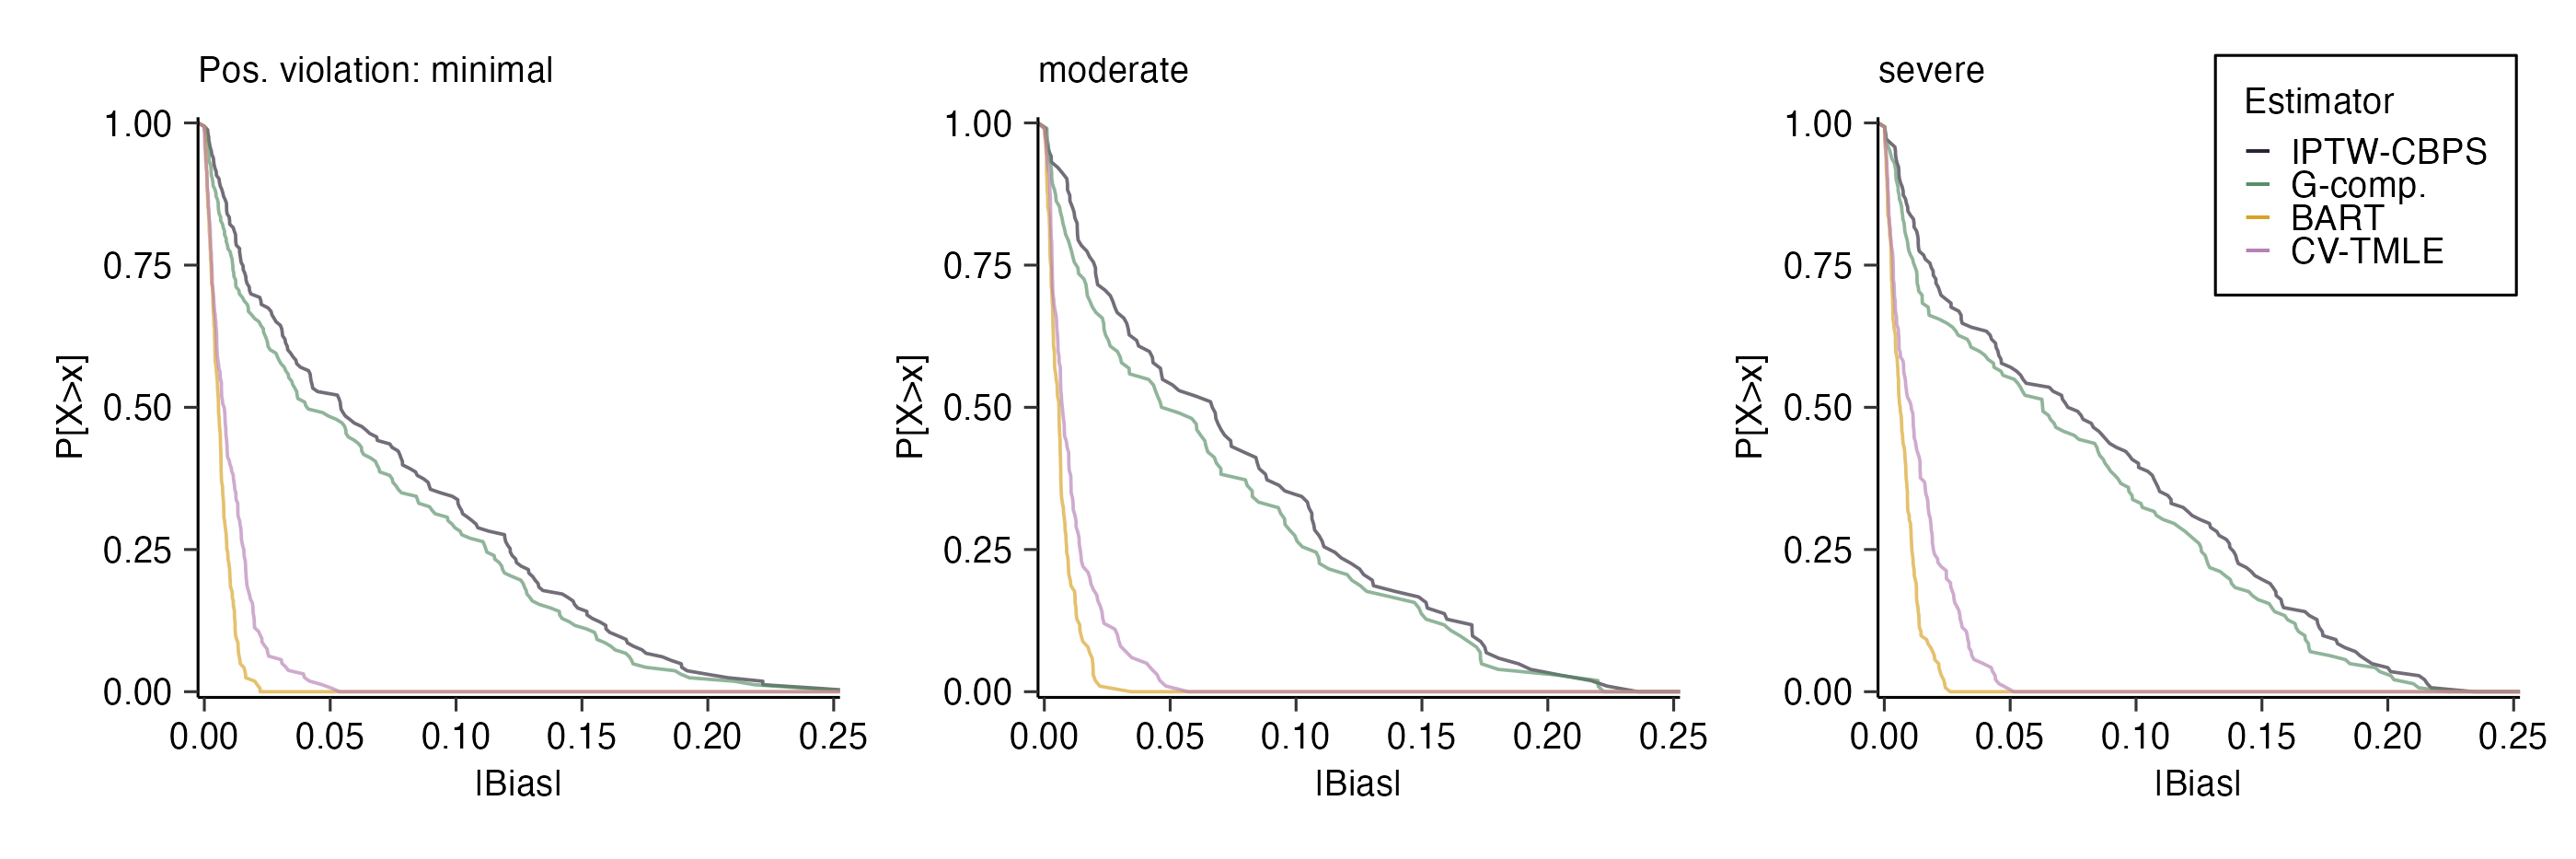 Pos. violation: minimal
1.00
0.75
0.50
0.25
0.00
P[X>x]
0.00 0.05 0.10 0.15 0.20 0.25
|Bias|
moderate
1.00
0.75
0.50
0.25
0.00
P[X>x]
0.00 0.05 0.10 0.15 0.20 0.25
|Bias|
severe
1.00
0.75
0.50
0.25
0.00
P[X>x]
0.00 0.05 0.10 0.15 0.20 0.25
|Bias|
Estimator
IPTW-CBPS
G-comp.
BART
CV-TMLE